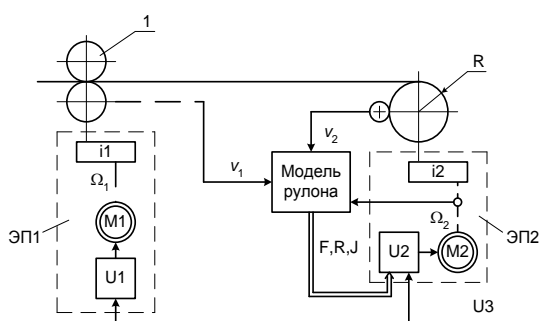 1
R
i1
v₂
i2
v₁
Модель
рулона
Ω₁
Ω₂
ЭП1
M1
F,R,J
U2
M2
ЭП2
U1
U3